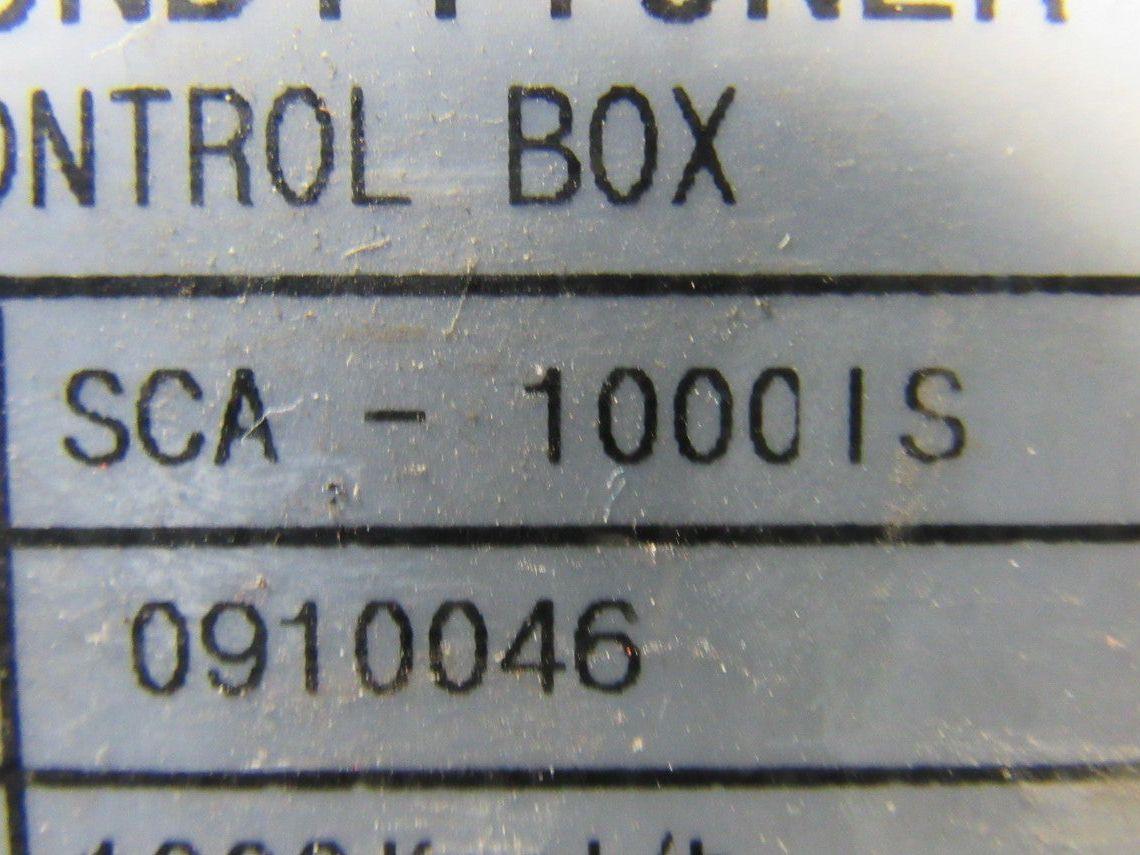 ONTROL BOX
SCA - 1000IS
0910046